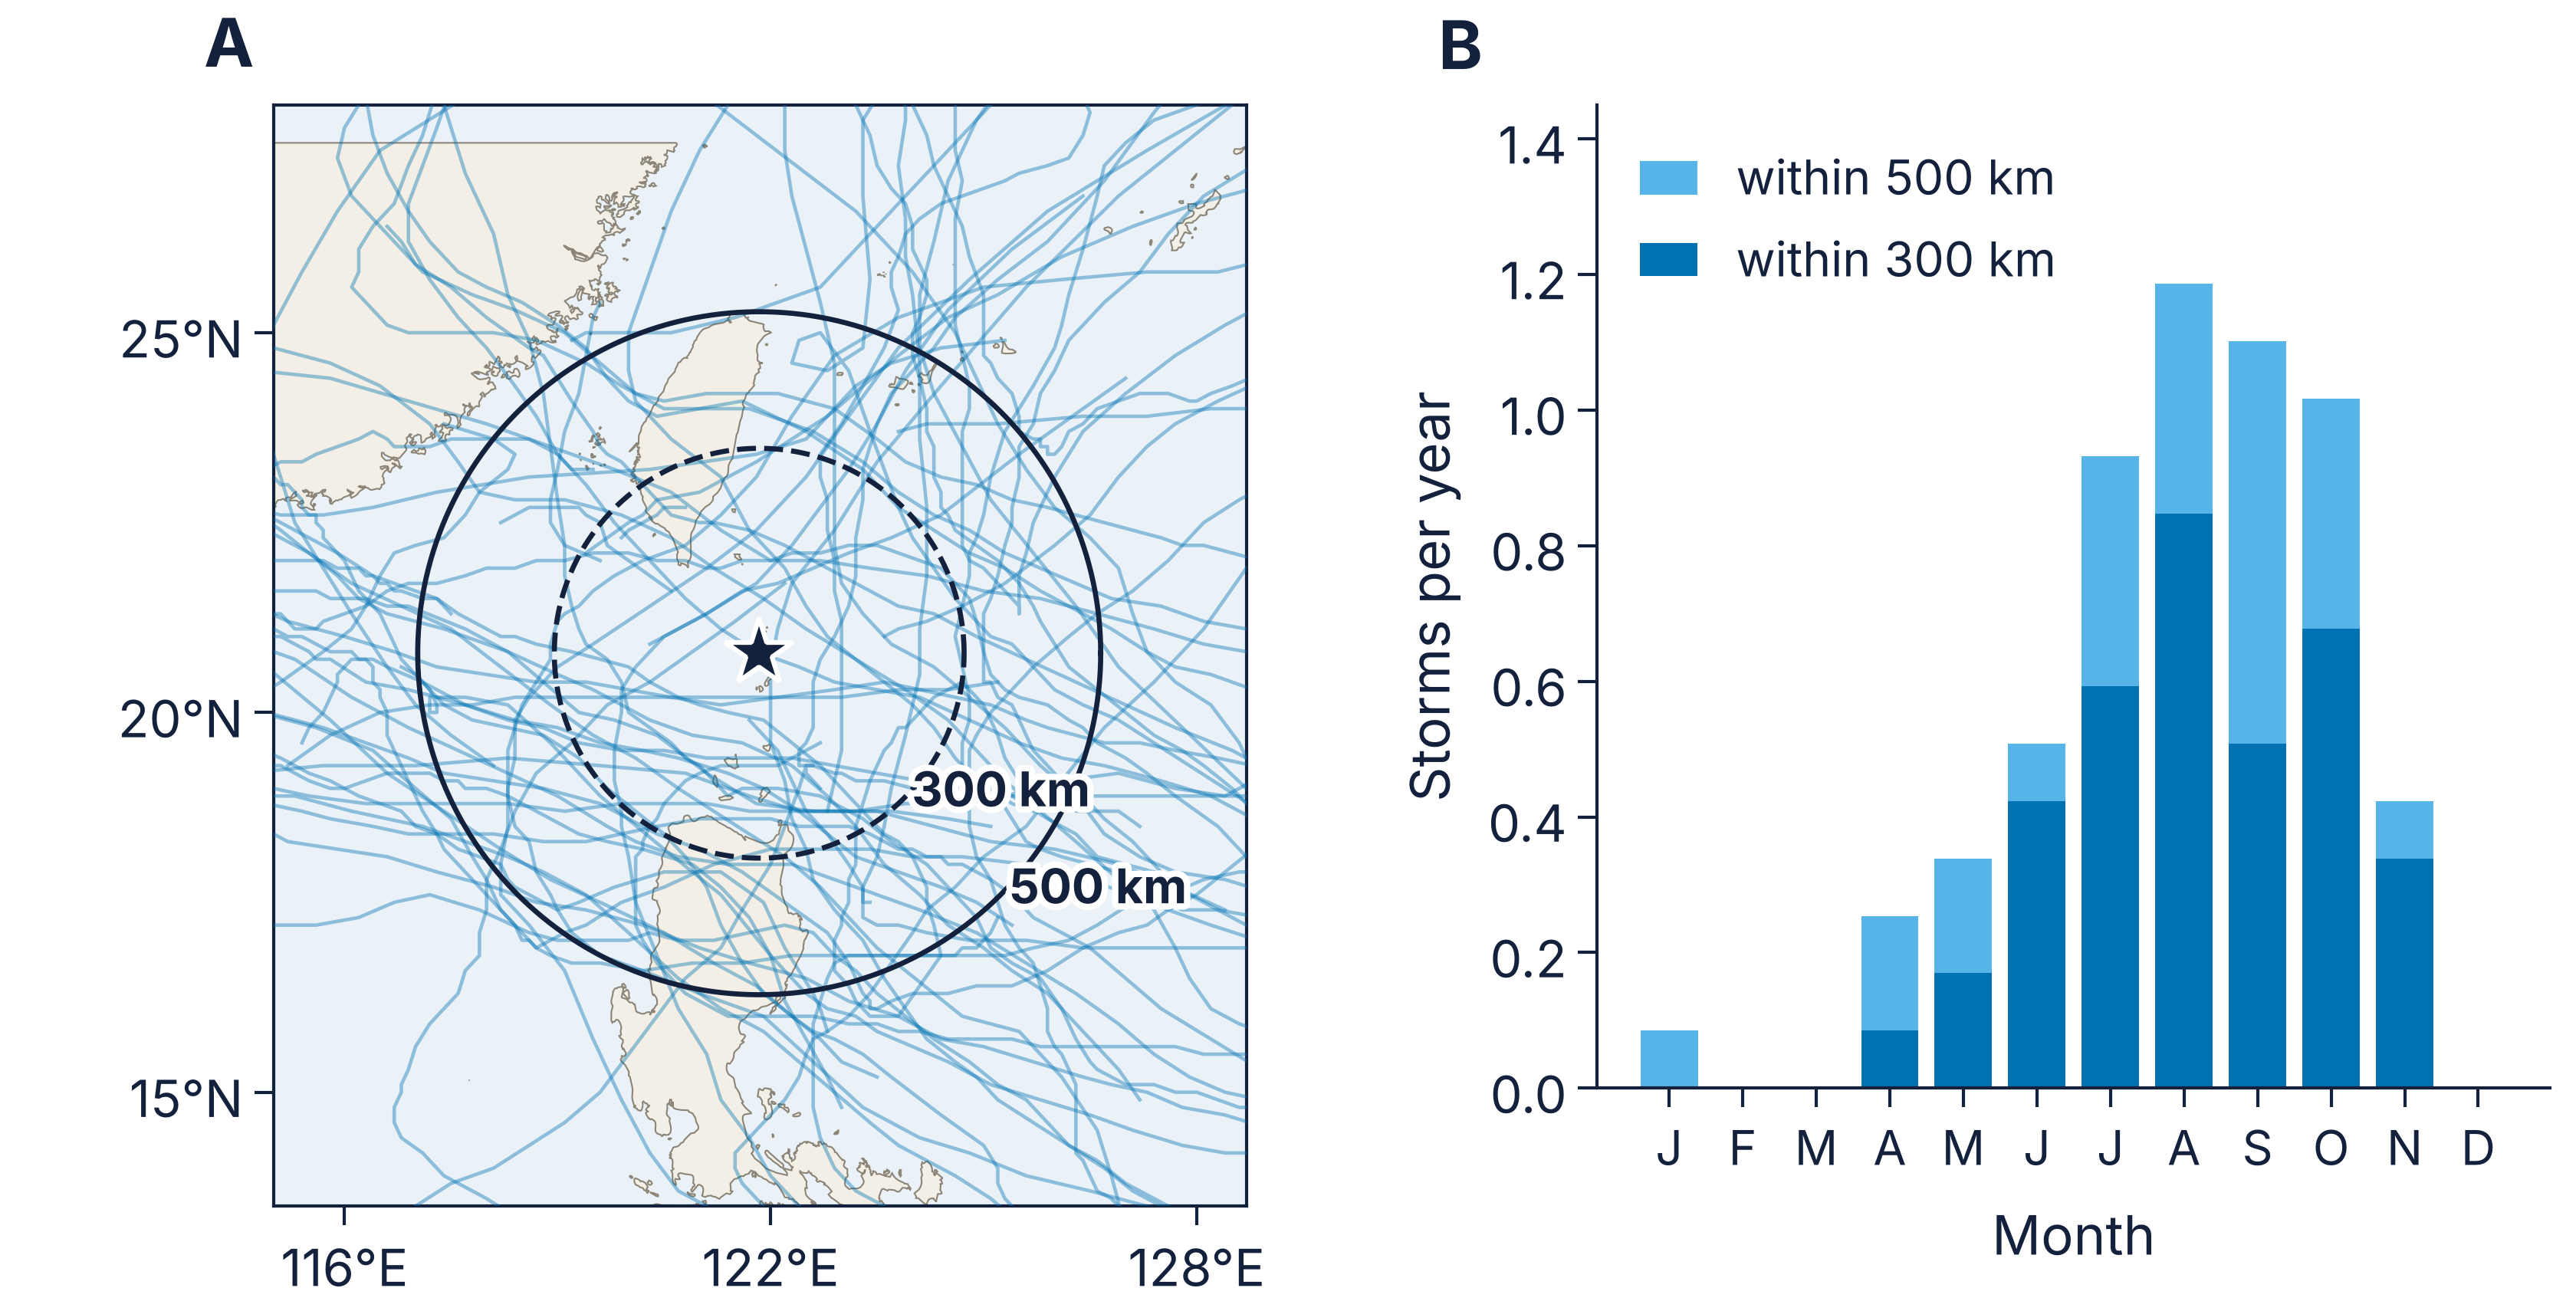 A
25°N
20°N
15°N
116°E
122°E
128°E
300 km
500 km
B
Storms per year
1.4
1.2
1.0
0.8
0.6
0.4
0.2
0.0
within 500 km
within 300 km
J F M A M J J A S O N D
Month